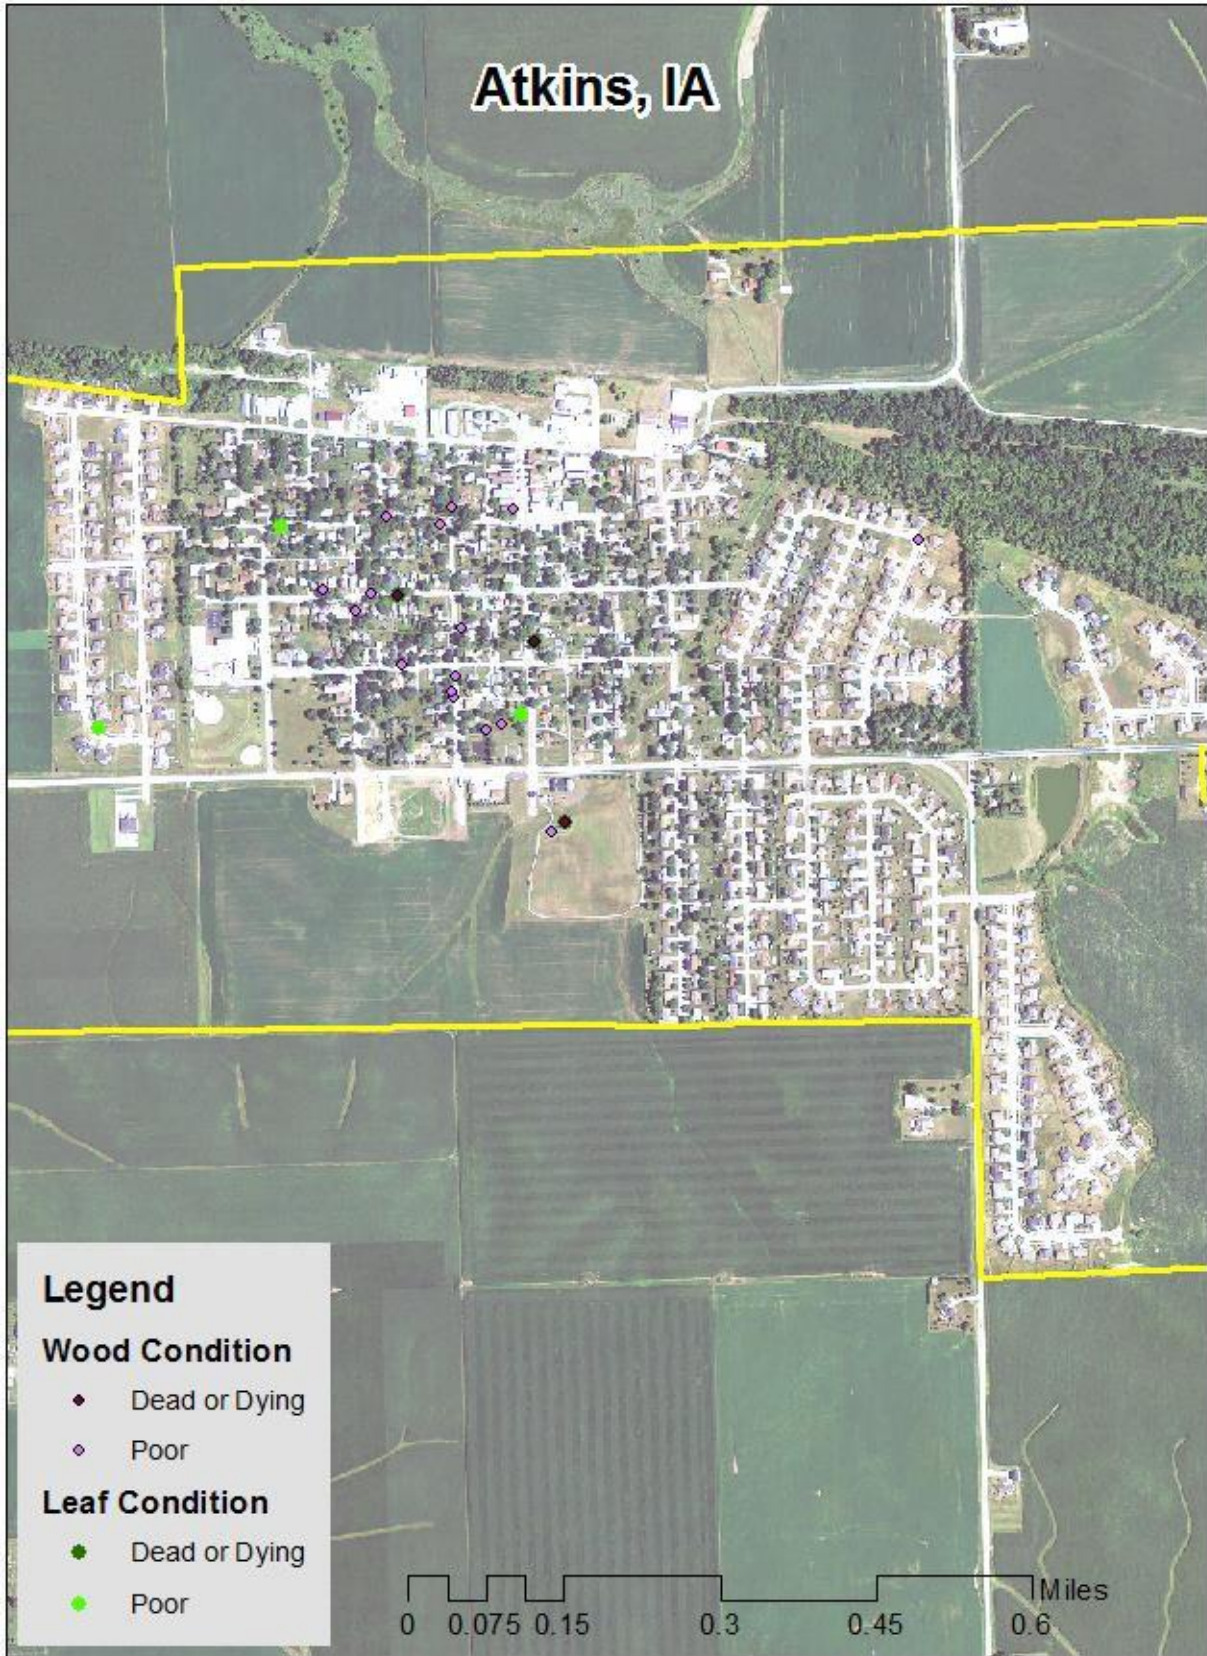 Atkins, IA
Legend
Wood Condition
Dead or Dying
Poor
Leaf Condition
Dead or Dying
Poor
Miles
0 0.075 0.15 0.3 0.45 0.6